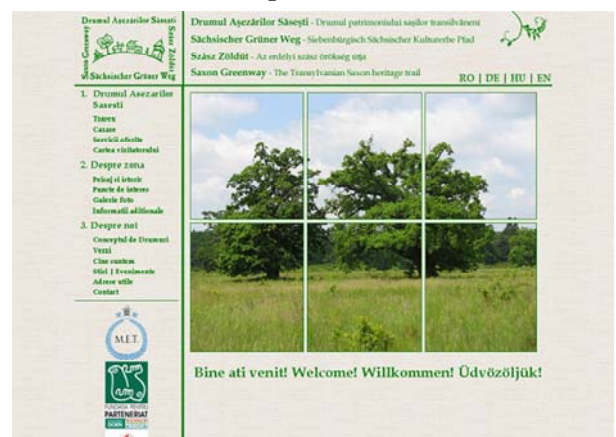 Drumul Așezărilor Săsești
Saxon Greenway
Szász Zöldút
Sächsischer Grüner Weg
Drumul Așezărilor Săsești - Drumul patrimoniului sașilor transilvăneni
Sächsischer Grüner Weg - Siebenbürgisch Sächsischer Kulturerbe Pfad
Szász Zöldút - Az erdélyi szász örökség útja
Saxon Greenway - The Transylvanian Saxon heritage trail
RO | DE | HU | EN
1. Drumul Asezarilor
Sasesti
Traseu
Cazare
Servicii oferite
Cartea vizitatorului
2. Despre zona
Peisaj si istorie
Puncte de interes
Galerie foto
Informatii aditionale
3. Despre noi
Conceptul de Drumuri
Verzi
Cine suntem
Stiri | Evenimente
Adrese utile
Contact
M.E.T.
FUNDAȚIA PENTRU
PARTENERIAT
Bine ati venit! Welcome! Willkommen! Üdvözöljük!